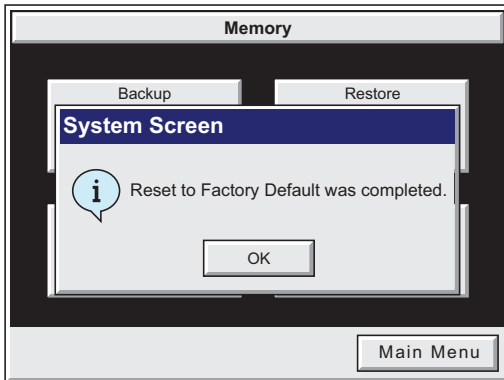 Memory
Backup
Restore
System Screen
i
Reset to Factory Default was completed.
OK
Main Menu